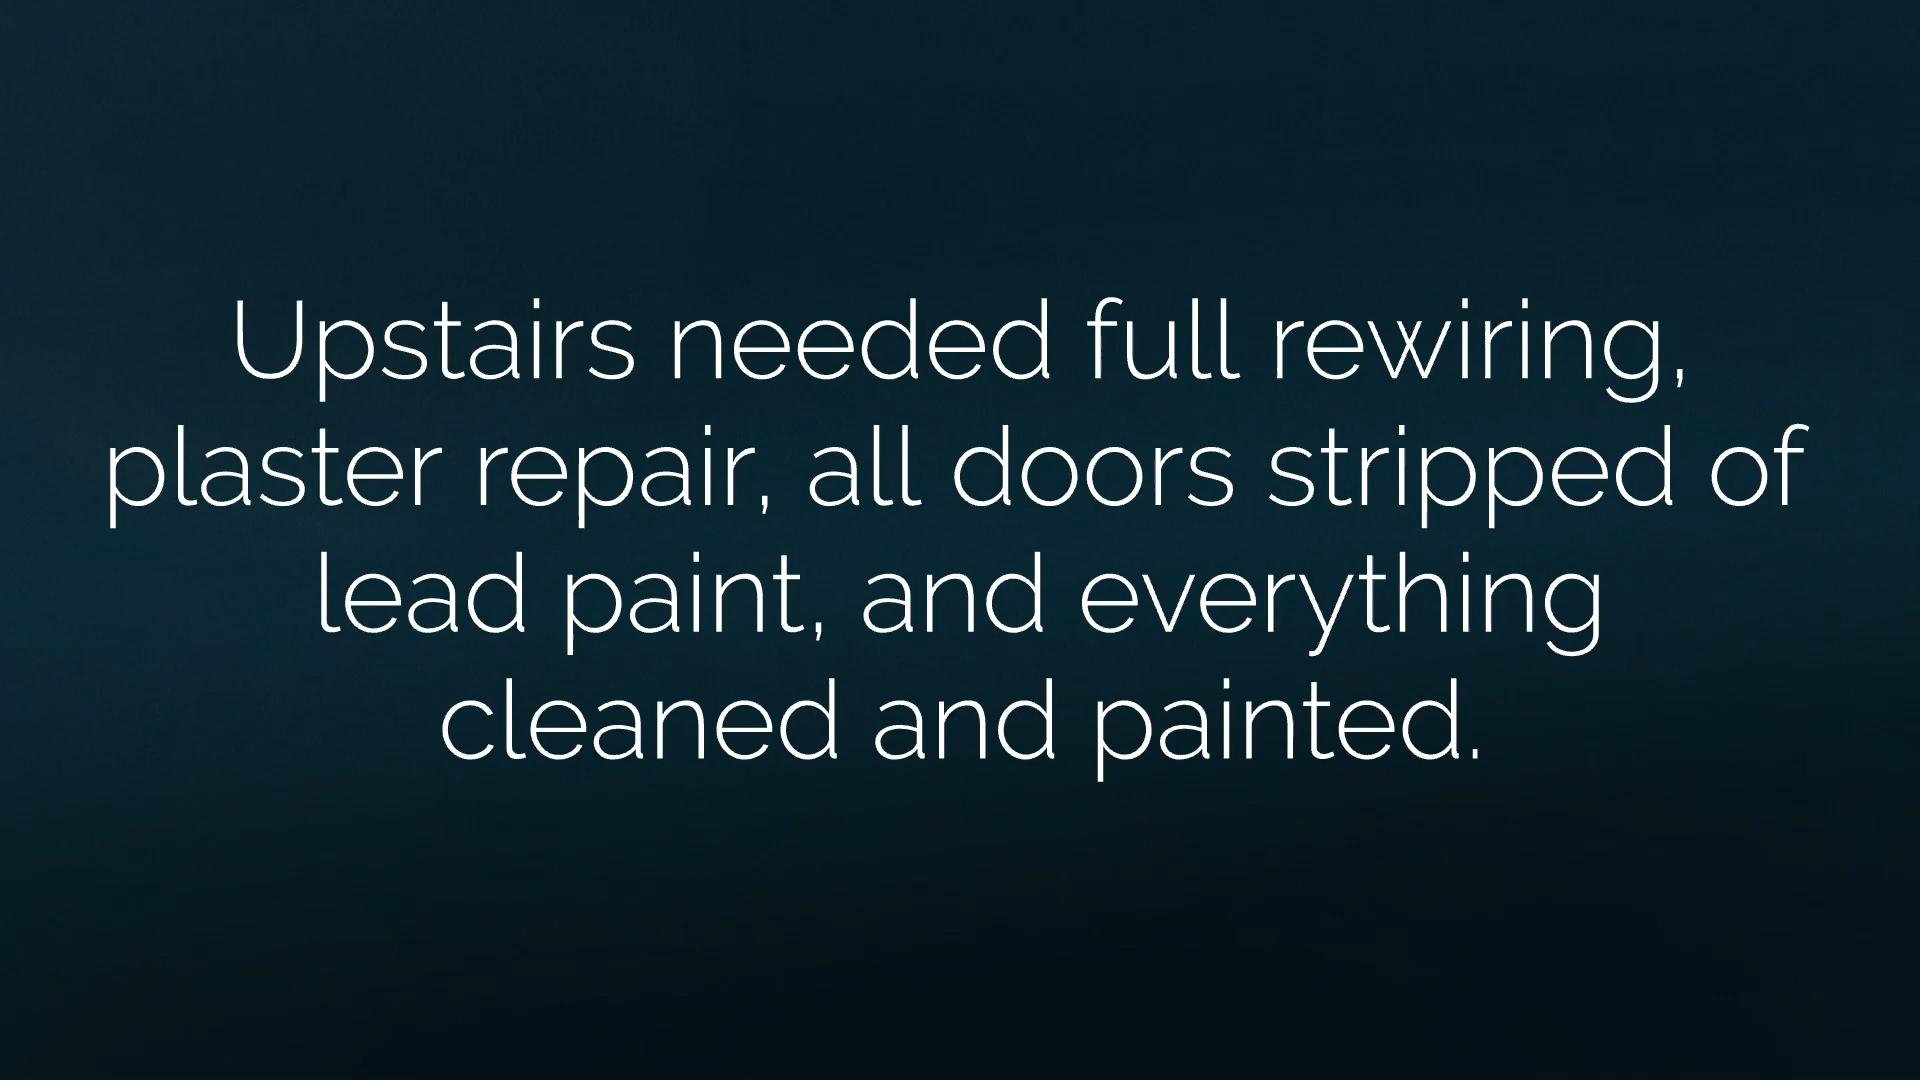 Upstairs needed full rewiring,
plaster repair, all doors stripped of
lead paint, and everything
cleaned and painted.